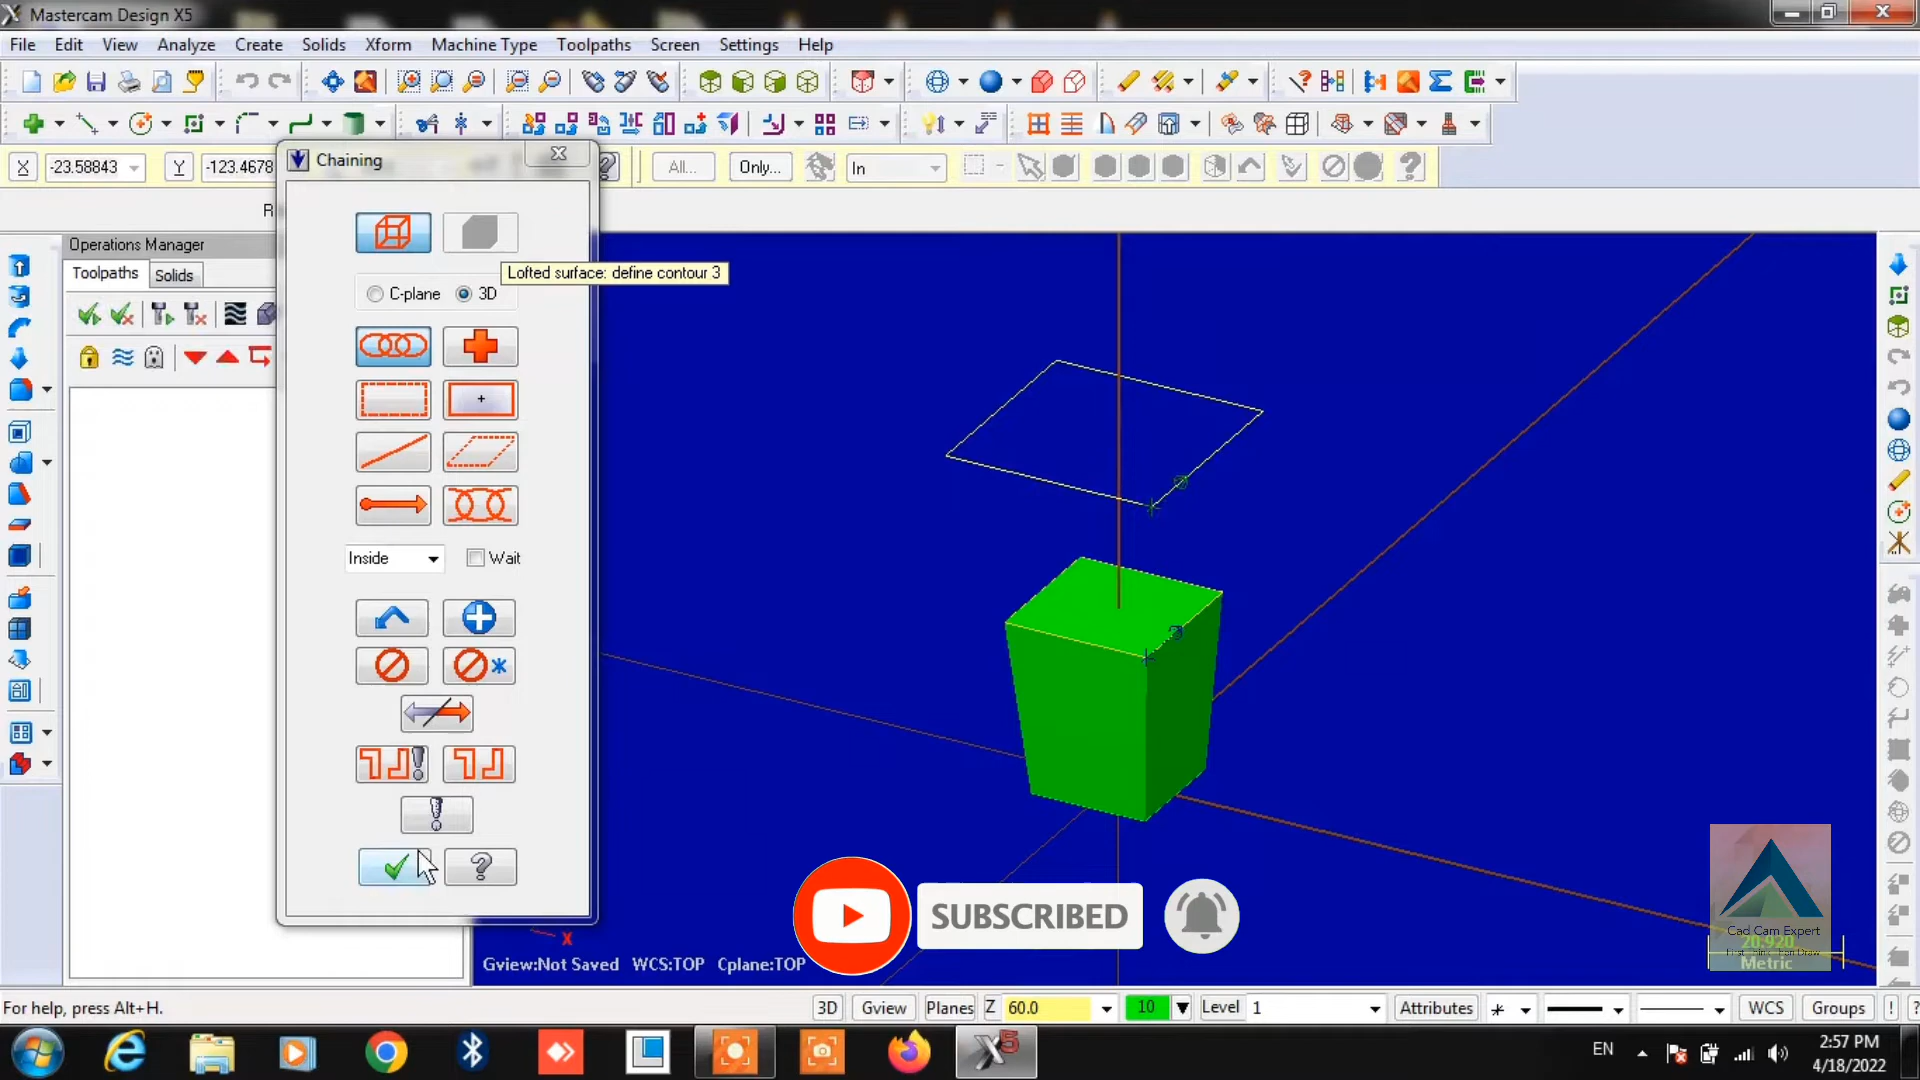 Mastercam Design X5
File Edit View Analyze Create Solids Xform Machine Type Toolpaths Screen Settings Help
X -23.58843 Y -123.4678 All... Only... In
Chaining
Operations Manager
Toolpaths Solids
Lofted surface: define contour 3
C-plane 3D
Inside Wait
SUBSCRIBED
Cad Cam Expert
20.920
Metric
X
Gview:Not Saved WCS:TOP Cplane:TOP
For help, press Alt+H.
3D Gview Planes Z 60.0 10 Level 1 Attributes WCS Groups ! ?
EN
2:57 PM
4/18/2022